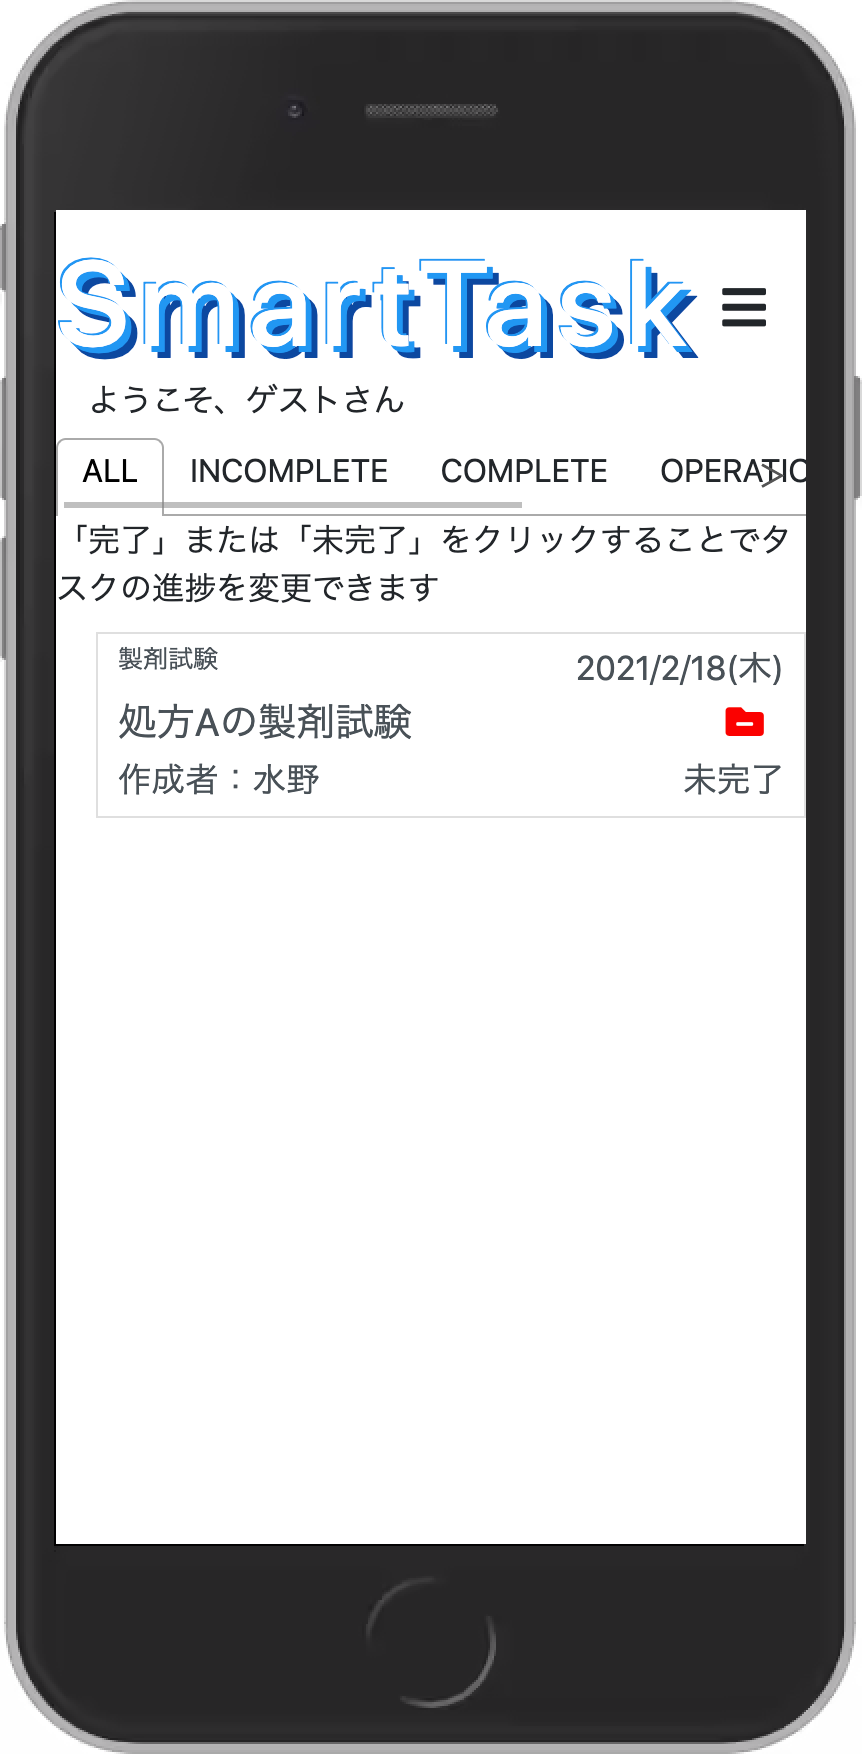 SmartTask
ようこそ、ゲストさん
ALL INCOMPLETE COMPLETE OPERATIO
「完了」または「未完了」をクリックすることでタ
スクの進捗を変更できます
製剤試験 2021/2/18(木)
処方Aの製剤試験
作成者：水野 未完了